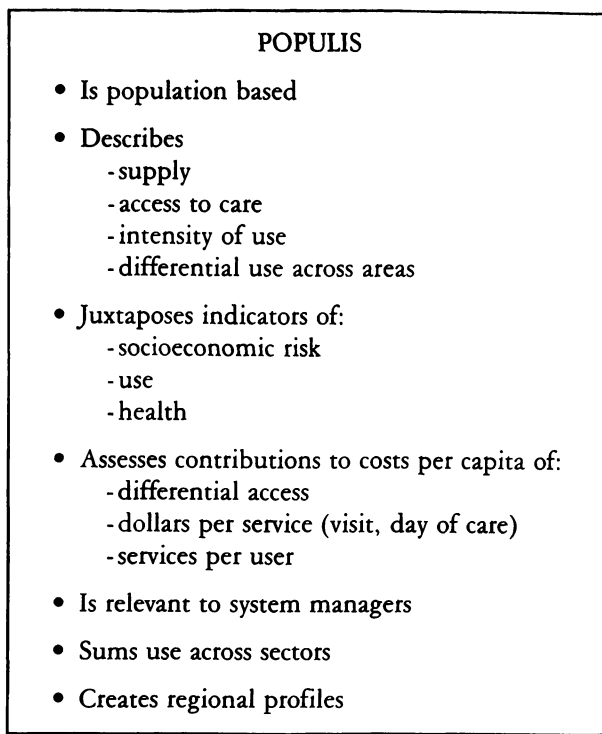 POPULIS
• Is population based
• Describes
-supply
-access to care
-intensity of use
-differential use across areas
• Juxtaposes indicators of:
-socioeconomic risk
-use
-health
• Assesses contributions to costs per capita of:
-differential access
-dollars per service (visit, day of care)
-services per user
• Is relevant to system managers
• Sums use across sectors
• Creates regional profiles